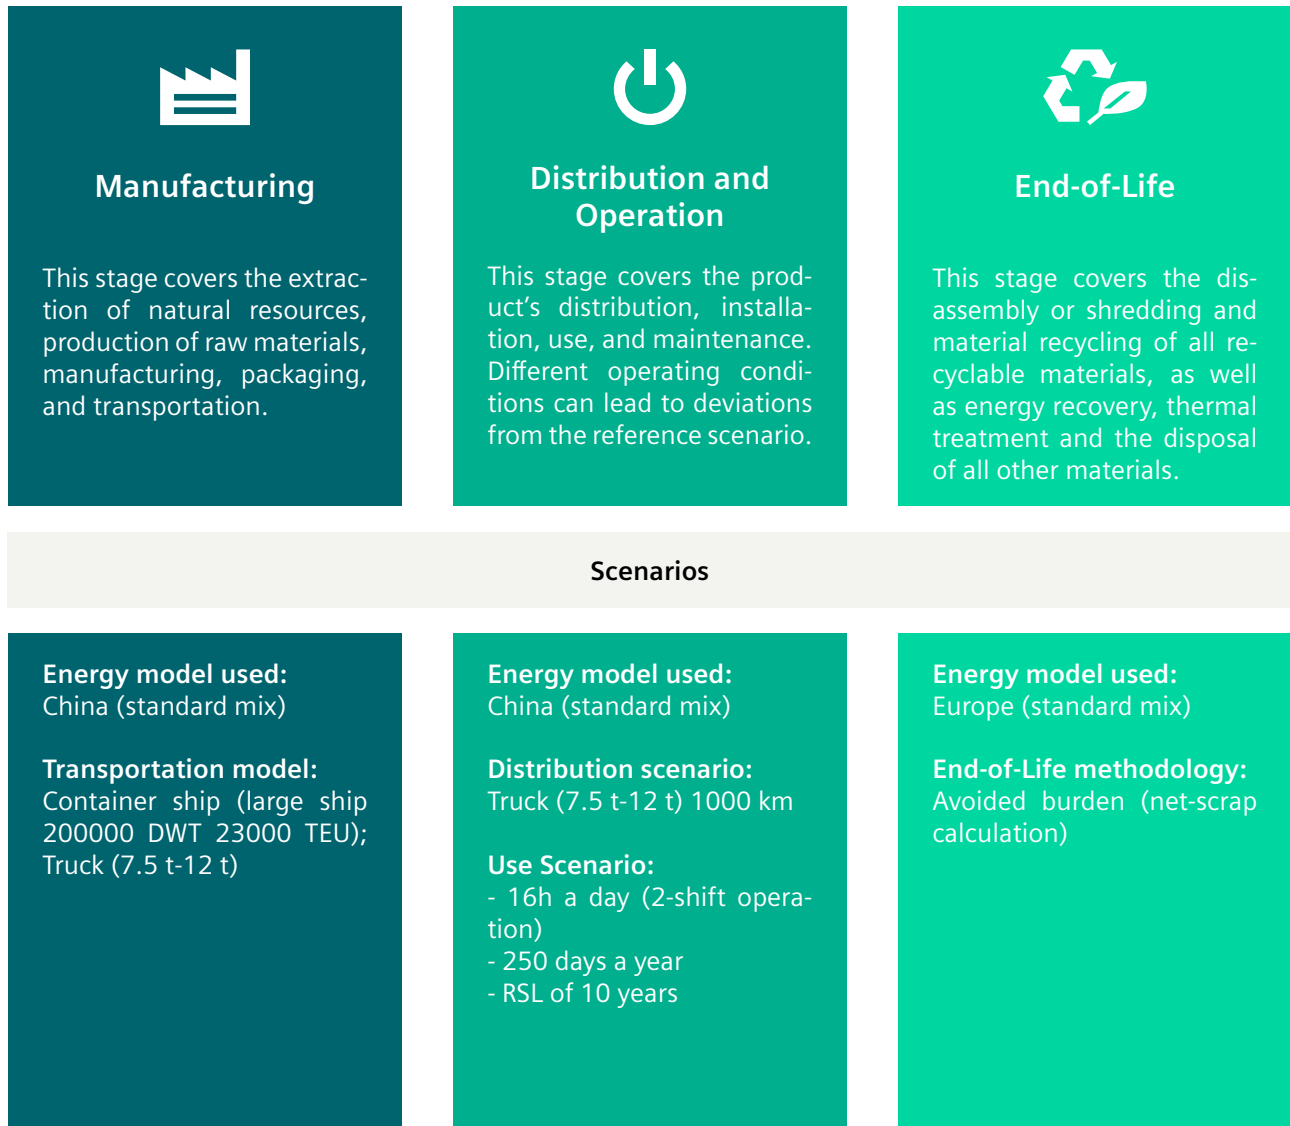 Manufacturing
This stage covers the extrac-
tion of natural resources,
production of raw materials,
manufacturing, packaging,
and transportation.
Distribution and
Operation
This stage covers the prod-
uct's distribution, installa-
tion, use, and maintenance.
Different operating condi-
tions can lead to deviations
from the reference scenario.
End-of-Life
This stage covers the dis-
assembly or shredding and
material recycling of all re-
cyclable materials, as well
as energy recovery, thermal
treatment and the disposal
of all other materials.
Scenarios
Energy model used:
China (standard mix)
Transportation model:
Container ship (large ship
200000 DWT 23000 TEU);
Truck (7.5 t-12 t)
Energy model used:
China (standard mix)
Distribution scenario:
Truck (7.5 t-12 t) 1000 km
Use Scenario:
- 16h a day (2-shift opera-
tion)
- 250 days a year
- RSL of 10 years
Energy model used:
Europe (standard mix)
End-of-Life methodology:
Avoided burden (net-scrap
calculation)